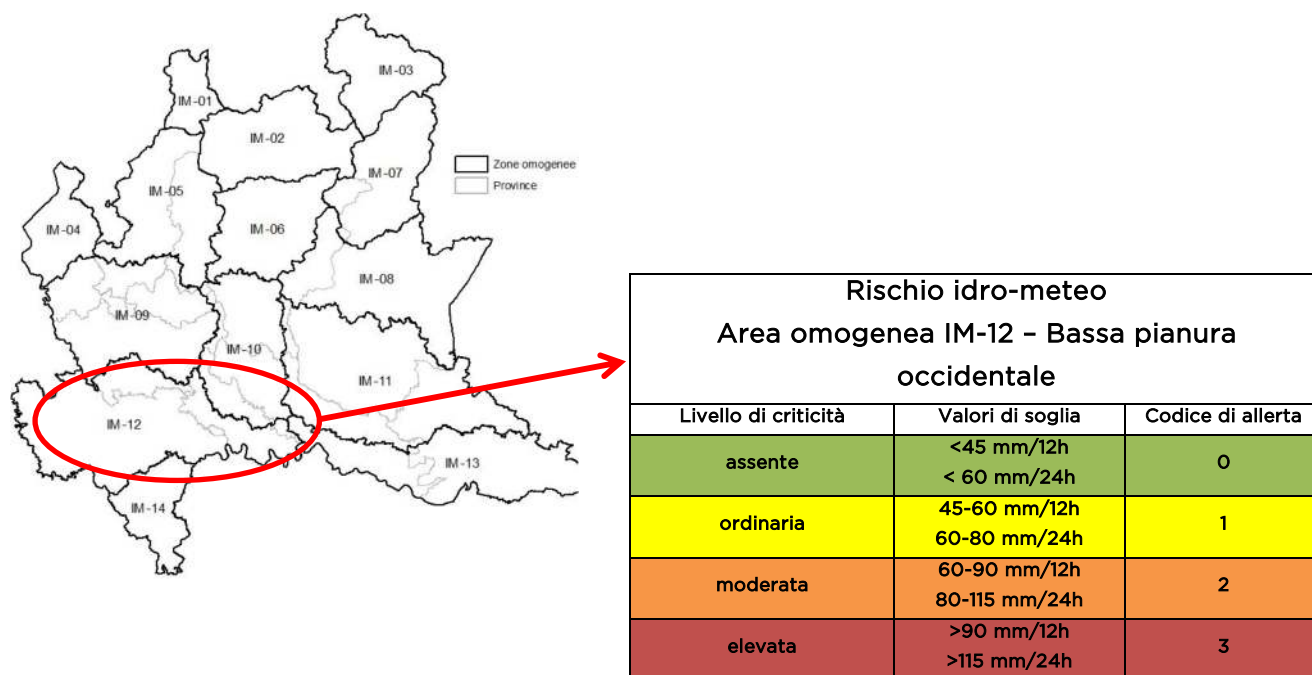 IM-03
IM-01
IM-02
Zone omogenee
Province
IM-07
IM-05
IM-04
IM-06
IM-08
IM-09
IM-10
IM-11
IM-12
IM-13
IM-14
Rischio idro-meteo
Area omogenea IM-12 – Bassa pianura
occidentale
Livello di criticità Valori di soglia Codice di allerta
assente
<45 mm/12h
< 60 mm/24h
0
ordinaria
45-60 mm/12h
60-80 mm/24h
1
moderata
60-90 mm/12h
80-115 mm/24h
2
elevata
>90 mm/12h
>115 mm/24h
3